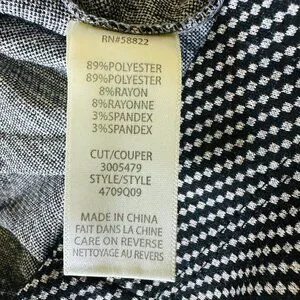 RN#58822
89%POLYESTER
89%POLYESTER
8%RAYON
8%RAYONNE
3%SPANDEX
3%SPANDEX
CUT/COUPER
3005479
STYLE/STYLE
4709Q09
MADE IN CHINA
FAIT DANS LA CHINE
CARE ON REVERSE
NETTOYAGE AU REVERS